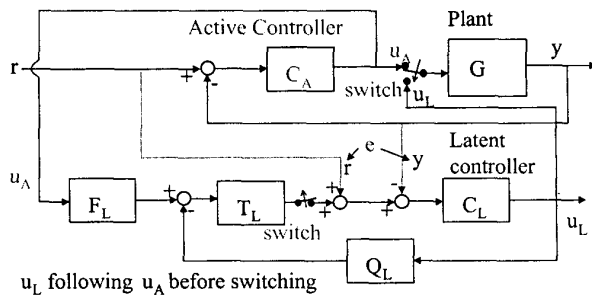 Active Controller
Plant
r
+
-
C_A
u_A
switch
u_L
G
y
e
r
y
Latent
controller
u_A
F_L
+
-
T_L
switch
+
+
+
-
C_L
u_L
Q_L
u_L following u_A before switching